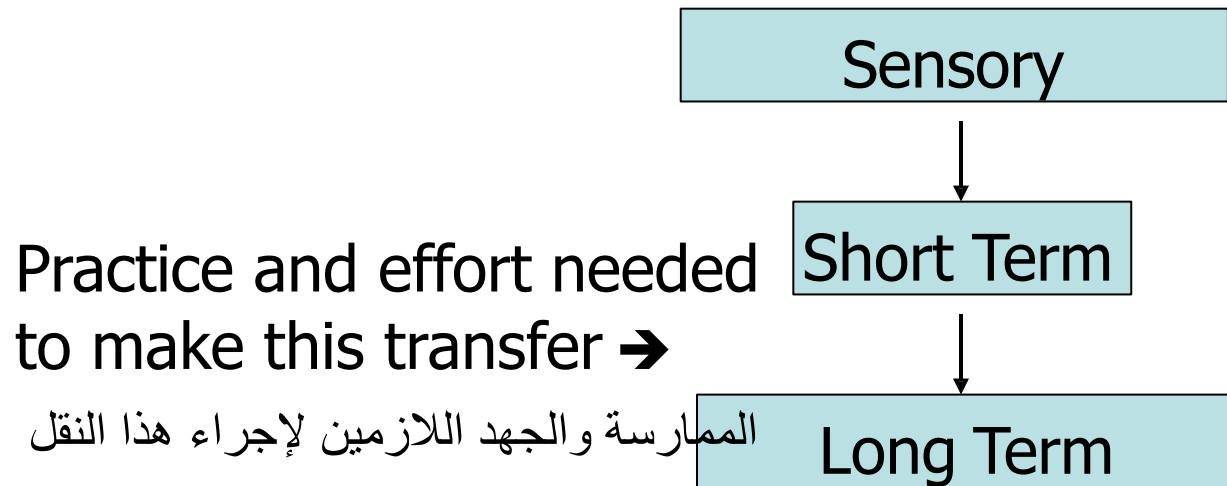 Sensory
Short Term
Practice and effort needed
to make this transfer ➔
الممارسة والجهد اللازمين لإجراء هذا النقل
Long Term